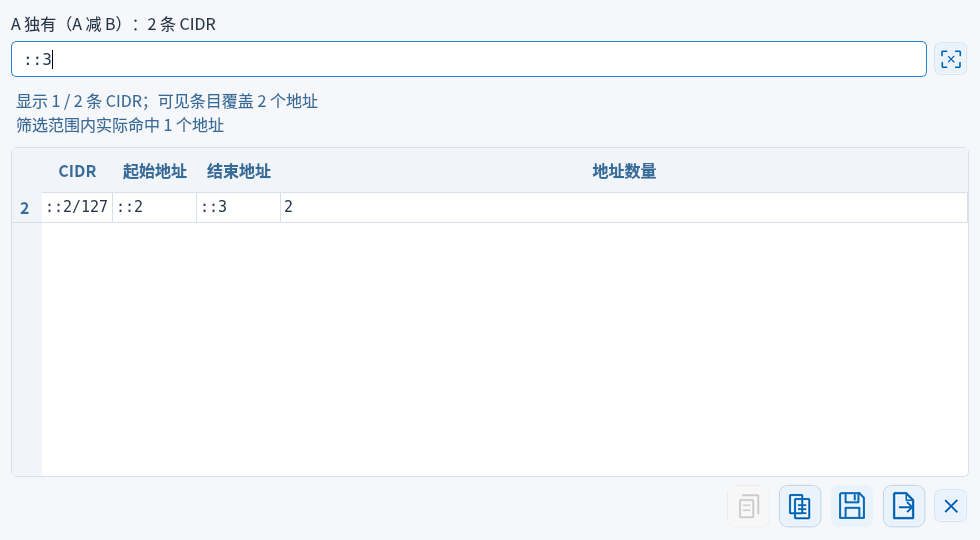 A 独有（A 减 B）：2 条 CIDR
::3
显示 1 / 2 条 CIDR；可见条目覆盖 2 个地址
筛选范围内实际命中 1 个地址
CIDR 起始地址 结束地址 地址数量
2 ::2/127 ::2 ::3 2